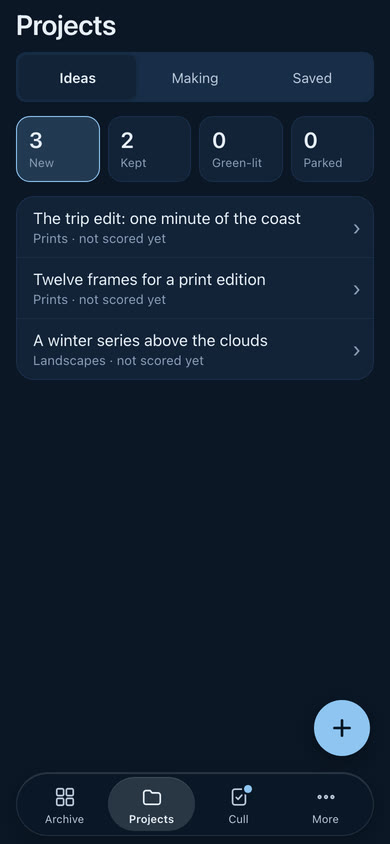 Projects
Ideas
Making
Saved
3
New
2
Kept
0
Green-lit
0
Parked
The trip edit: one minute of the coast
Prints · not scored yet
Twelve frames for a print edition
Prints · not scored yet
A winter series above the clouds
Landscapes · not scored yet
Archive
Projects
Cull
More